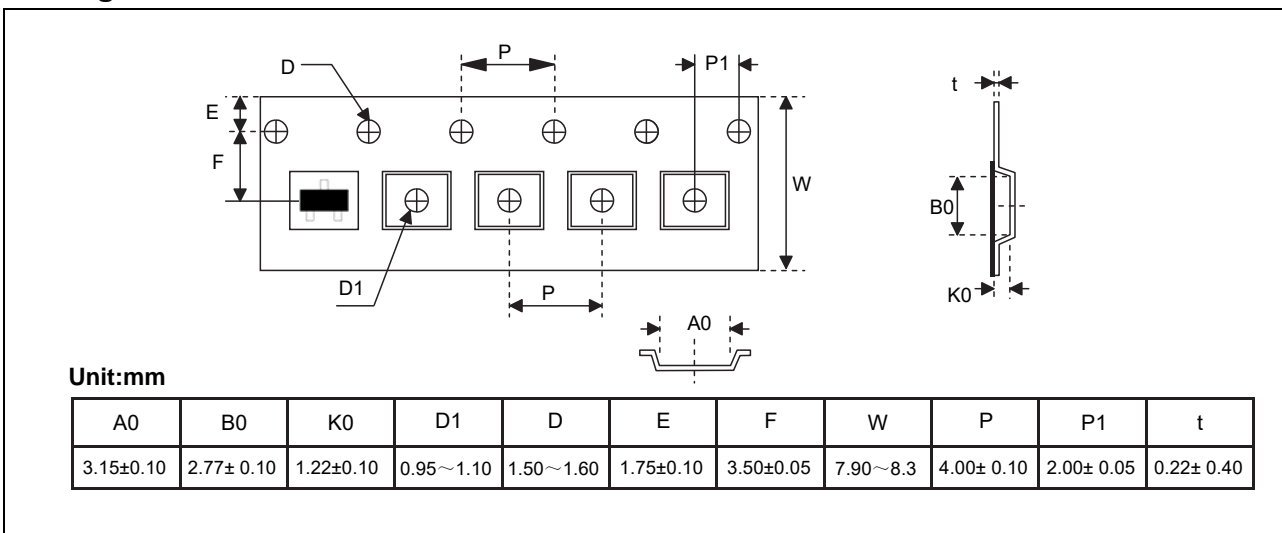 P
P1
D
t
E
F
W
B0
D1
P
K0
A0
Unit:mm
A0 B0 K0 D1 D E F W P P1 t
3.15±0.10 2.77± 0.10 1.22±0.10 0.95～1.10 1.50～1.60 1.75±0.10 3.50±0.05 7.90～8.3 4.00± 0.10 2.00± 0.05 0.22± 0.40